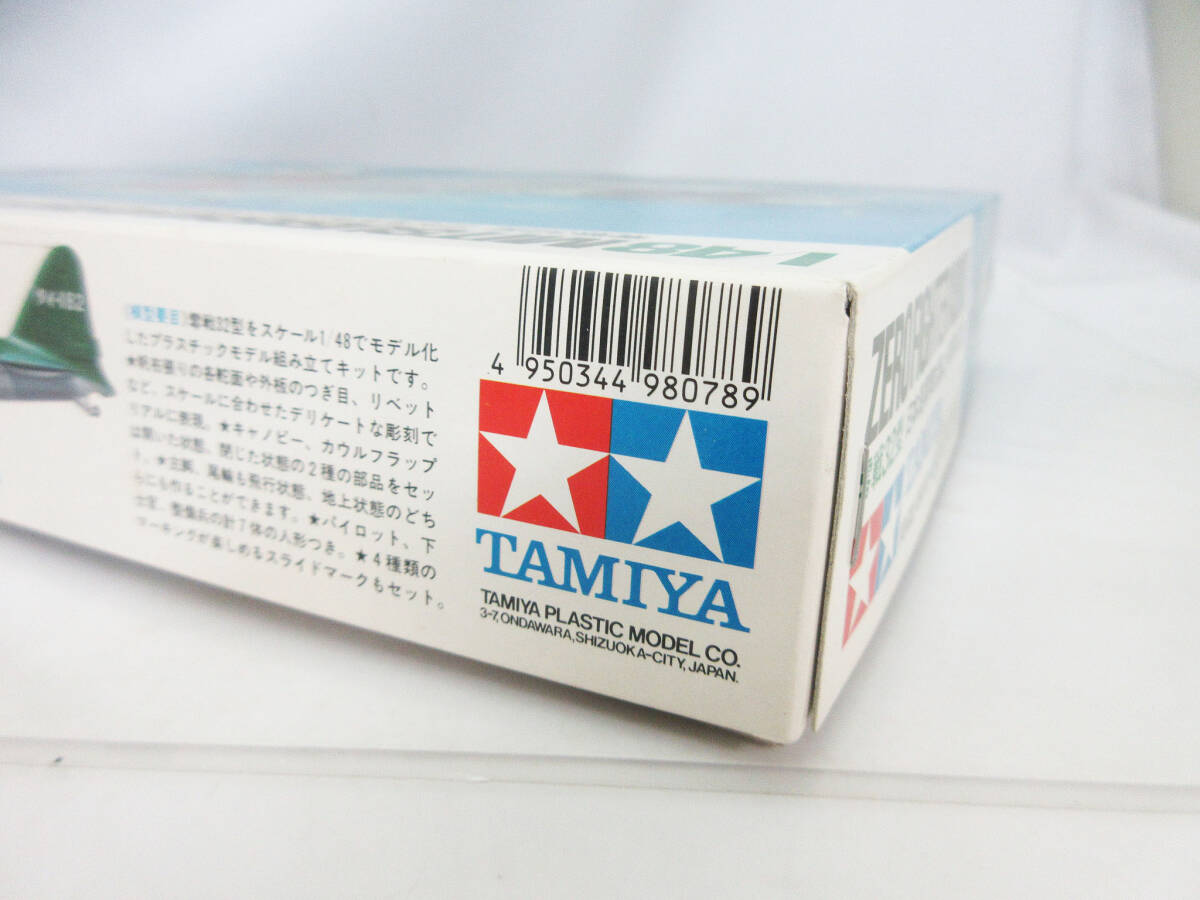 《模型要目》零戦32型をスケール1/48でモデル化
したプラスチックモデル組み立てキットです。
★帆布張りの各舵面や外板のつぎ目、リベット
など、スケールに合わせたデリケートな彫刻で
リアルに表現。★キャノピー、カウルフラップ
は開いた状態、閉じた状態の2種の部品をセッ
ト。★主脚、尾輪も飛行状態、地上状態のどち
らにも作ることができます。★パイロット、下
士官、整備兵の計7体の人形つき。★4種類の
マーキングが楽しめるスライドマークもセット。
4 950344 980789
TAMIYA
TAMIYA PLASTIC MODEL CO.
3-7, ONDAWARA, SHIZUOKA-CITY, JAPAN.
1/48 MITSU
ZERO FIGHTER
零戦32型